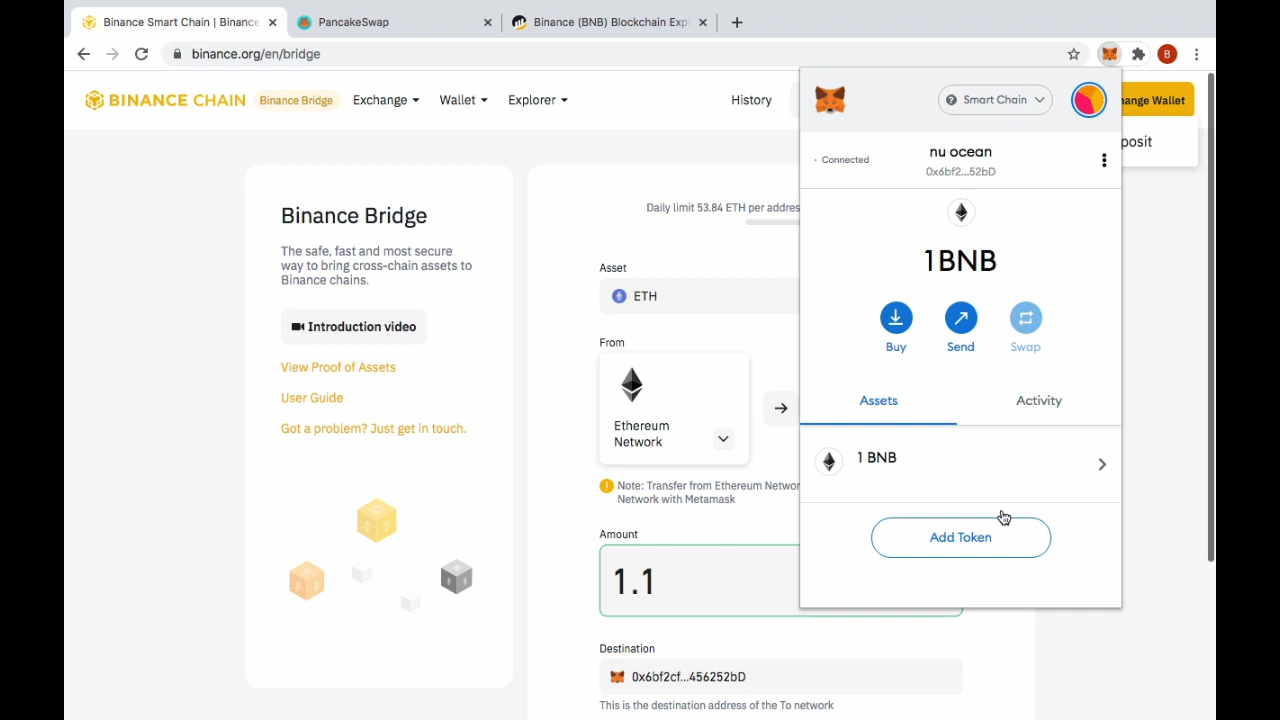 Binance Smart Chain | Binance
PancakeSwap
Binance (BNB) Blockchain Expl
binance.org/en/bridge
B
BINANCE CHAIN
Binance Bridge
Exchange
Wallet
Explorer
History
ange Wallet
posit
Binance Bridge
The safe, fast and most secure
way to bring cross-chain assets to
Binance chains.
Introduction video
View Proof of Assets
User Guide
Got a problem? Just get in touch.
Daily limit 53.84 ETH per addre
Asset
ETH
From
Ethereum
Network
Note: Transfer from Ethereum Networ
Network with Metamask
Amount
1.1
Destination
0x6bf2cf...456252bD
This is the destination address of the To network
Smart Chain
Connected
nu ocean
0x6bf2...52bD
1 BNB
Buy
Send
Swap
Assets
Activity
1 BNB
Add Token